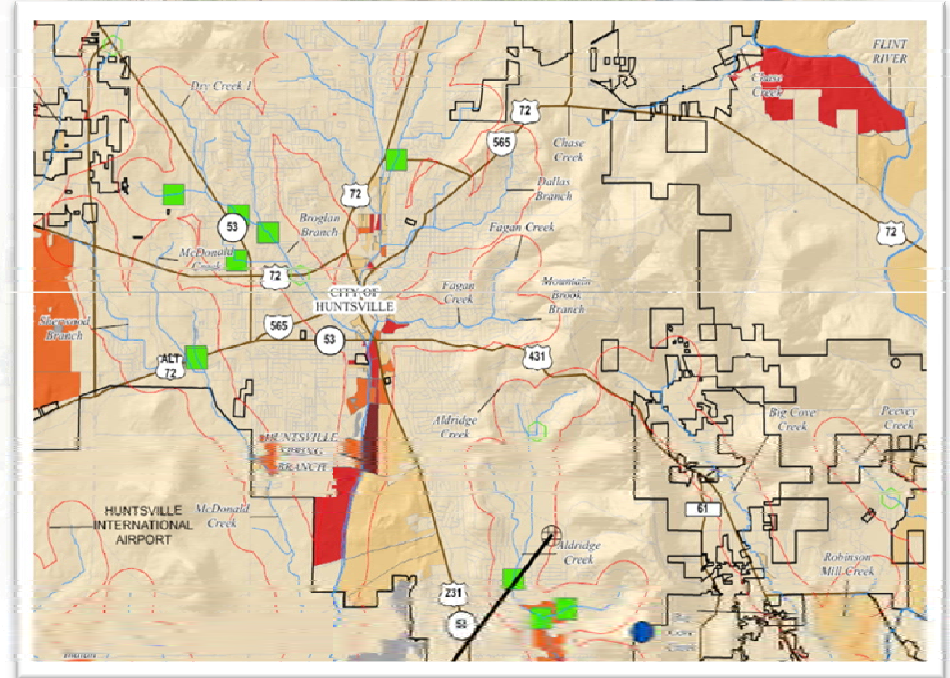 FLINT
RIVER
Chase
Creek
Dry Creek 1
72
565
Chase
Creek
Dallas
Branch
72
53
Broglan
Branch
Fagan Creek
72
McDonald
Creek
72
Mountain
Brook
Branch
Fagan
Creek
CITY OF
HUNTSVILLE
Sherwood
Branch
565
53
431
ALT
72
Aldridge
Creek
Big Cove
Creek
Peevey
Creek
HUNTSVILLE
SPRING
BRANCH
61
HUNTSVILLE
INTERNATIONAL
AIRPORT
McDonald
Creek
Aldridge
Creek
Robinson
Mill Creek
231
53
Creek